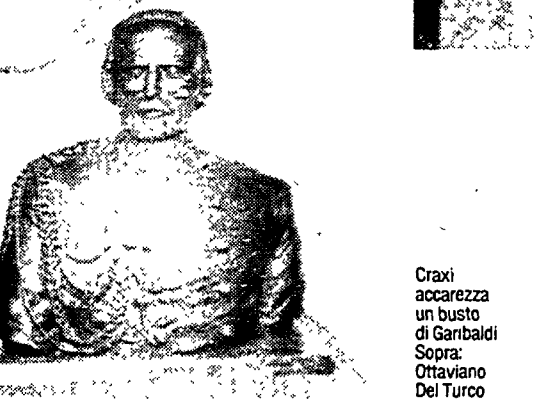 Craxi
accarezza
un busto
di Garibaldi
Sopra:
Ottaviano
Del Turco